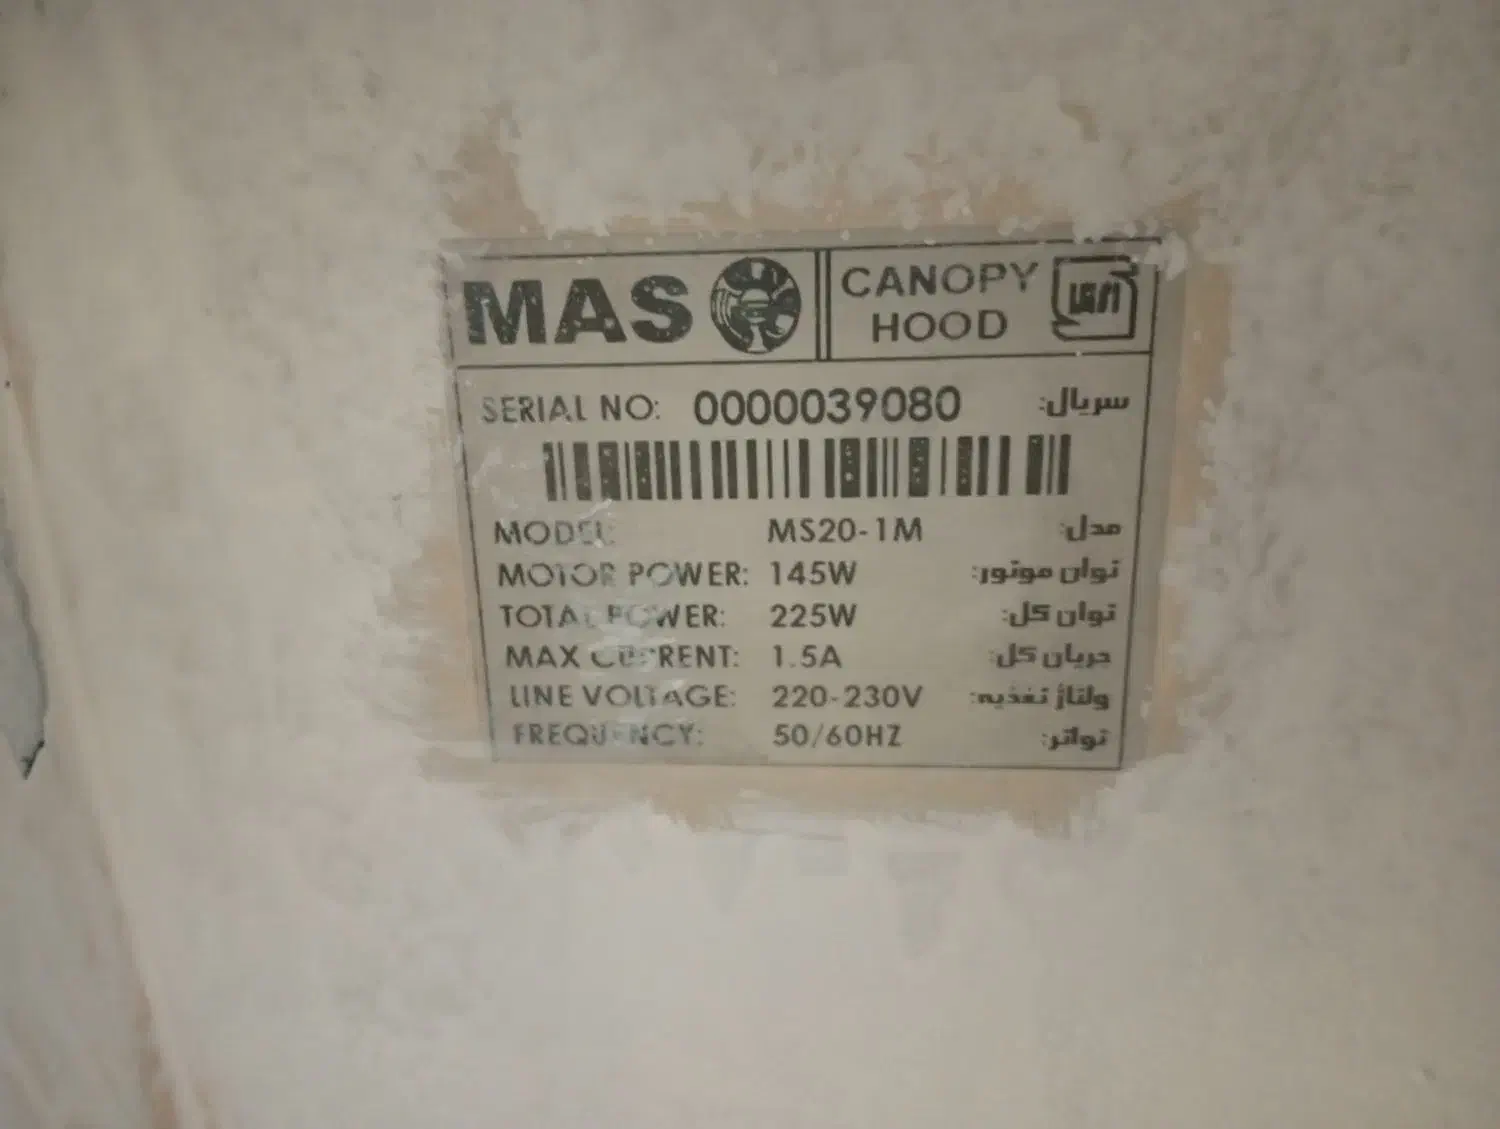 MAS CANOPY HOOD
SERIAL NO: 0000039080 سریال:
MODEL: MS20-1M مدل:
MOTOR POWER: 145W توان موتور:
TOTAL POWER: 225W توان کل:
MAX CURRENT: 1.5A جریان کل:
LINE VOLTAGE: 220-230V ولتاژ تغذیه:
FREQUENCY: 50/60HZ تواتر: